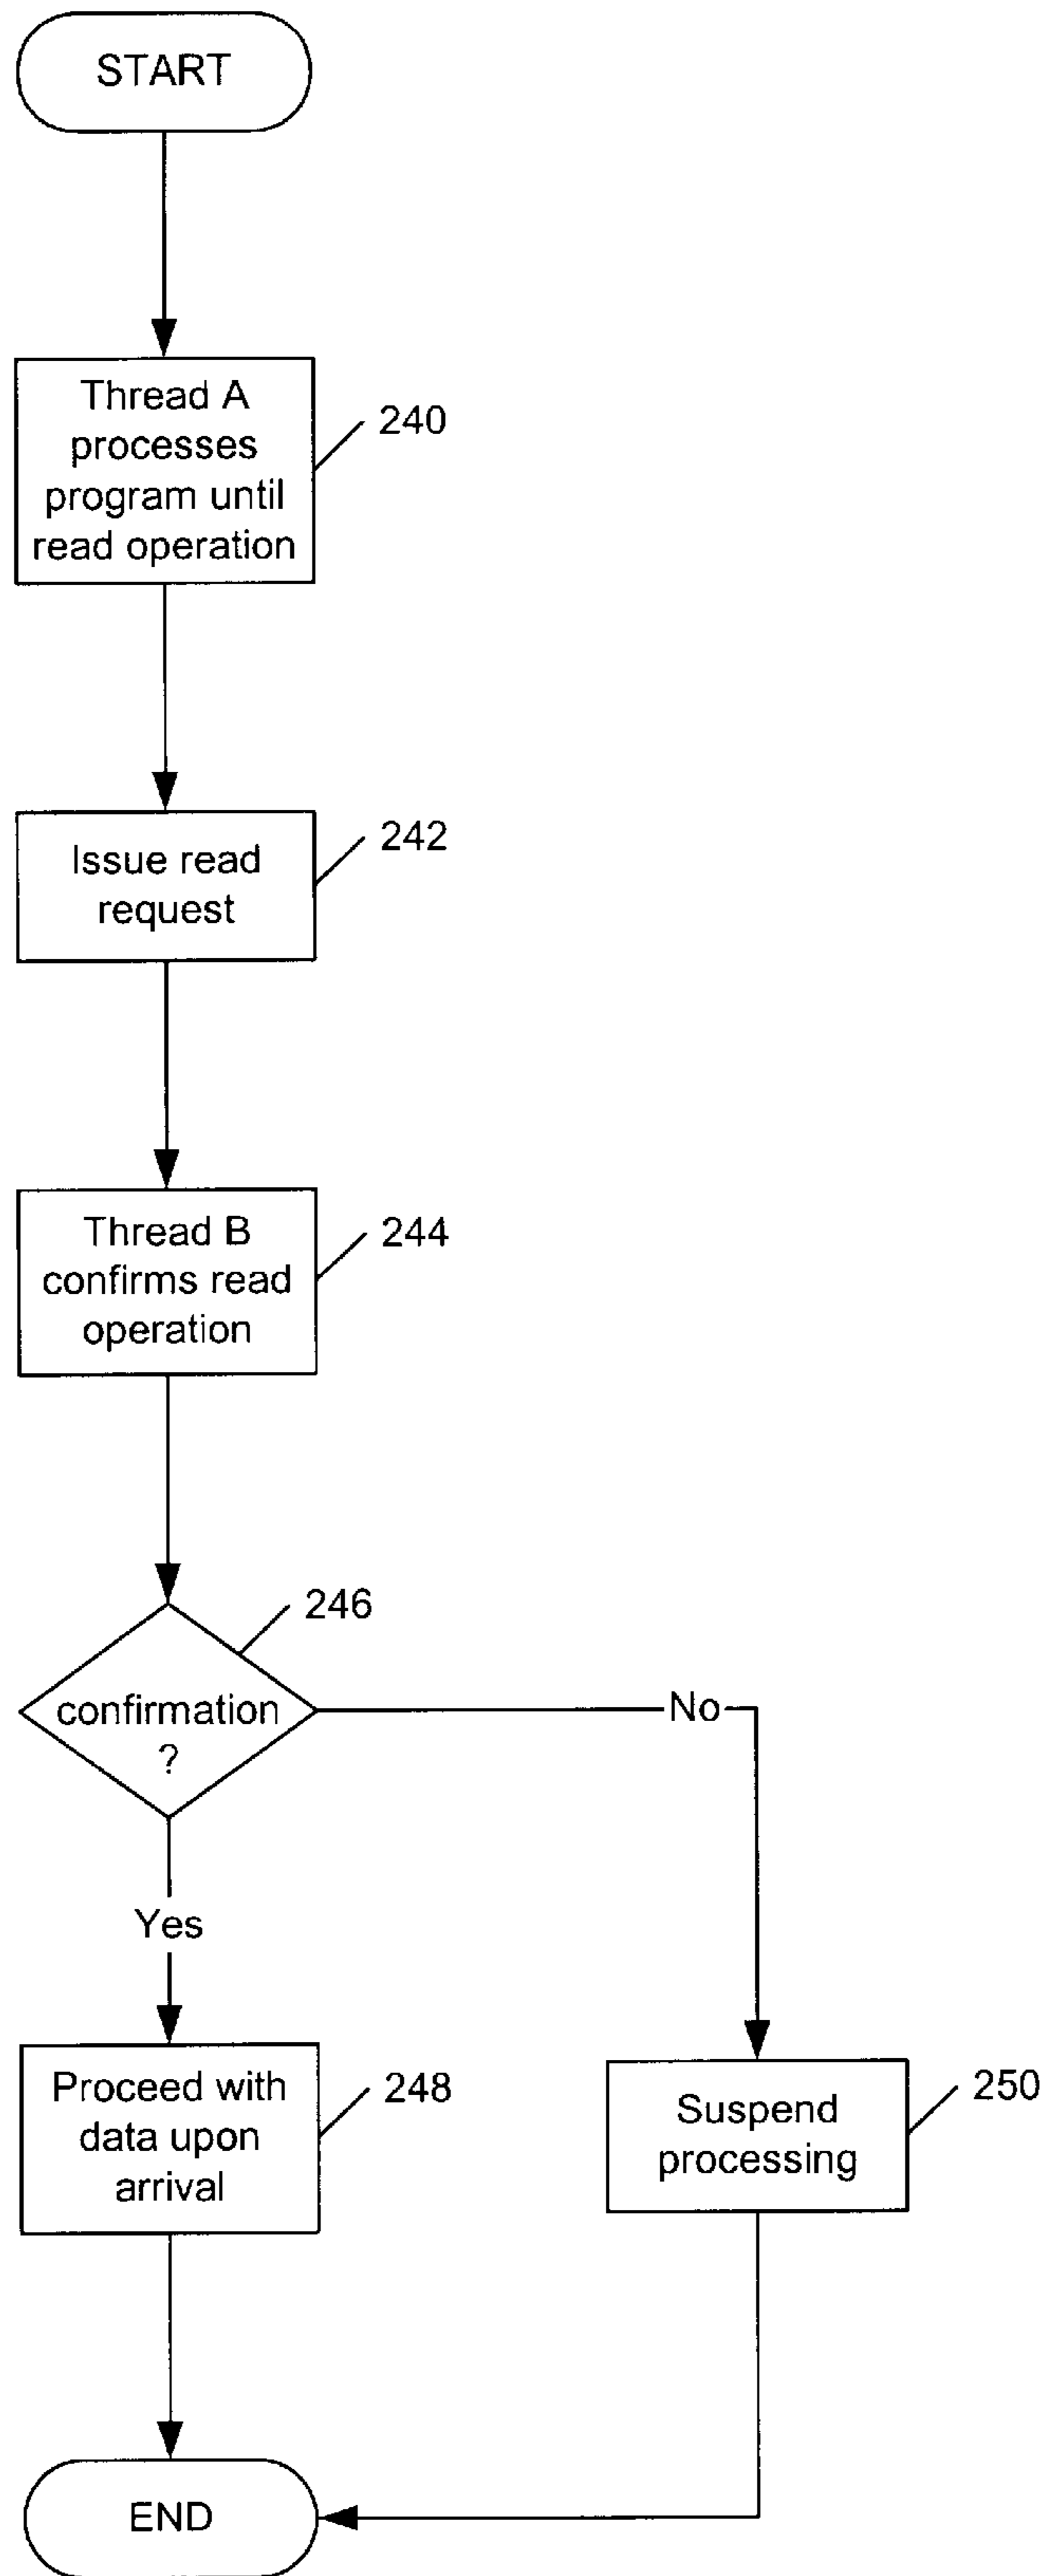 START
Thread A
processes
program until
read operation
240
Issue read
request
242
Thread B
confirms read
operation
244
246
confirmation
?
No
Yes
Proceed with
data upon
arrival
248
Suspend
processing
250
END